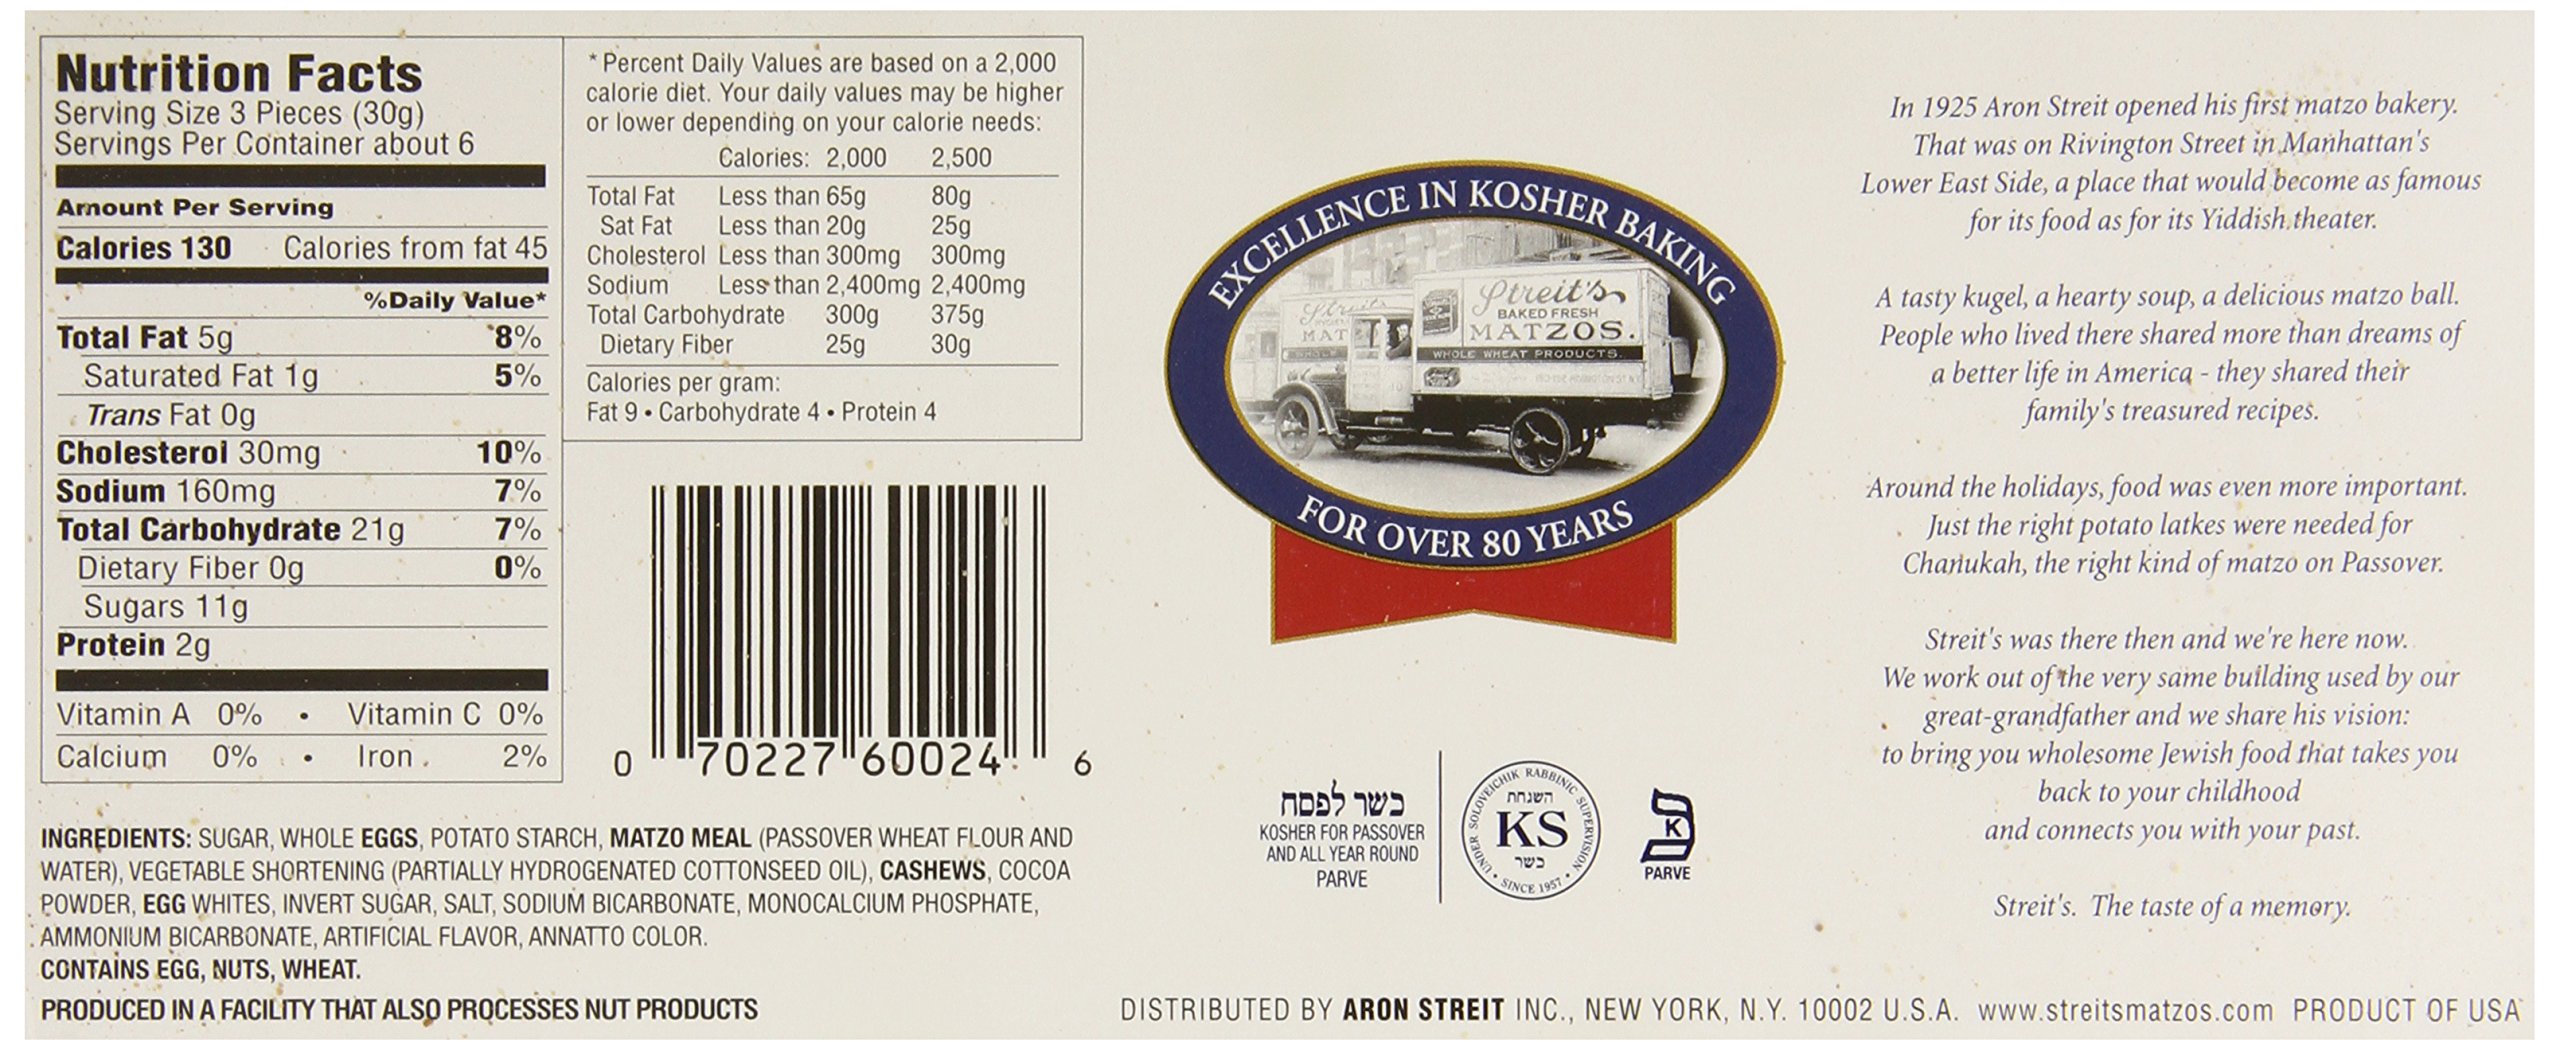 Nutrition Facts
Serving Size 3 Pieces (30g)
Servings Per Container about 6
Amount Per Serving
Calories 130 Calories from fat 45
%Daily Value*
Total Fat 5g 8%
Saturated Fat 1g 5%
Trans Fat 0g
Cholesterol 30mg 10%
Sodium 160mg 7%
Total Carbohydrate 21g 7%
Dietary Fiber 0g 0%
Sugars 11g
Protein 2g
Vitamin A 0% • Vitamin C 0%
Calcium 0% • Iron 2%
*Percent Daily Values are based on a 2,000
calorie diet. Your daily values may be higher
or lower depending on your calorie needs:
Calories: 2,000 2,500
Total Fat Less than 65g 80g
Sat Fat Less than 20g 25g
Cholesterol Less than 300mg 300mg
Sodium Less than 2,400mg 2,400mg
Total Carbohydrate 300g 375g
Dietary Fiber 25g 30g
Calories per gram:
Fat 9 • Carbohydrate 4 • Protein 4
0 70227 60024 6
INGREDIENTS: SUGAR, WHOLE EGGS, POTATO STARCH, MATZO MEAL (PASSOVER WHEAT FLOUR AND
WATER), VEGETABLE SHORTENING (PARTIALLY HYDROGENATED COTTONSEED OIL), CASHEWS, COCOA
POWDER, EGG WHITES, INVERT SUGAR, SALT, SODIUM BICARBONATE, MONOCALCIUM PHOSPHATE,
AMMONIUM BICARBONATE, ARTIFICIAL FLAVOR, ANNATTO COLOR.
CONTAINS EGG, NUTS, WHEAT.
PRODUCED IN A FACILITY THAT ALSO PROCESSES NUT PRODUCTS
EXCELLENCE IN KOSHER BAKING
Streit's
MAT
Streit's
BAKED FRESH
MATZOS.
WHOLE WHEAT PRODUCTS.
FOR OVER 80 YEARS
כשר לפסח
KOSHER FOR PASSOVER
AND ALL YEAR ROUND
PARVE
UNDER SOLOVEICHIK RABBINIC SUPERVISION
השגחת
KS
כשר
• SINCE 1957 •
K
PARVE
In 1925 Aron Streit opened his first matzo bakery.
That was on Rivington Street in Manhattan's
Lower East Side, a place that would become as famous
for its food as for its Yiddish theater.
A tasty kugel, a hearty soup, a delicious matzo ball.
People who lived there shared more than dreams of
a better life in America - they shared their
family's treasured recipes.
Around the holidays, food was even more important.
Just the right potato latkes were needed for
Chanukah, the right kind of matzo on Passover.
Streit's was there then and we're here now.
We work out of the very same building used by our
great-grandfather and we share his vision:
to bring you wholesome Jewish food that takes you
back to your childhood
and connects you with your past.
Streit's. The taste of a memory.
DISTRIBUTED BY ARON STREIT INC., NEW YORK, N.Y. 10002 U.S.A. www.streitsmatzos.com PRODUCT OF USA